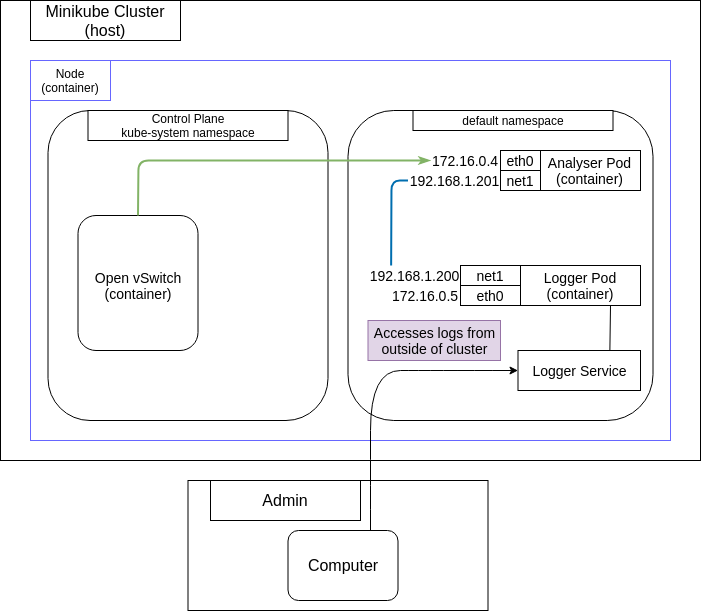 Minikube Cluster
(host)
Node
(container)
Control Plane
kube-system namespace
default namespace
172.16.0.4
eth0
Analyser Pod
(container)
192.168.1.201
net1
Open vSwitch
(container)
192.168.1.200
net1
Logger Pod
(container)
172.16.0.5
eth0
Accesses logs from
outside of cluster
Logger Service
Admin
Computer